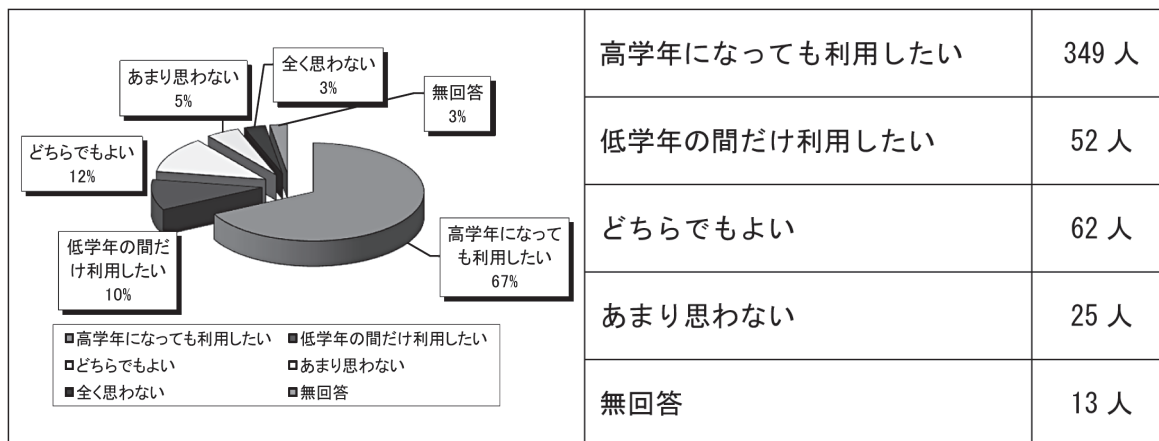 全く思わない
3%
あまり思わない
5%
無回答
3%
どちらでもよい
12%
低学年の間だ
け利用したい
10%
高学年になって
も利用したい
67%
■高学年になっても利用したい ■低学年の間だけ利用したい
□どちらでもよい □あまり思わない
■全く思わない ■無回答
高学年になっても利用したい 349 人
低学年の間だけ利用したい 52 人
どちらでもよい 62 人
あまり思わない 25 人
無回答 13 人